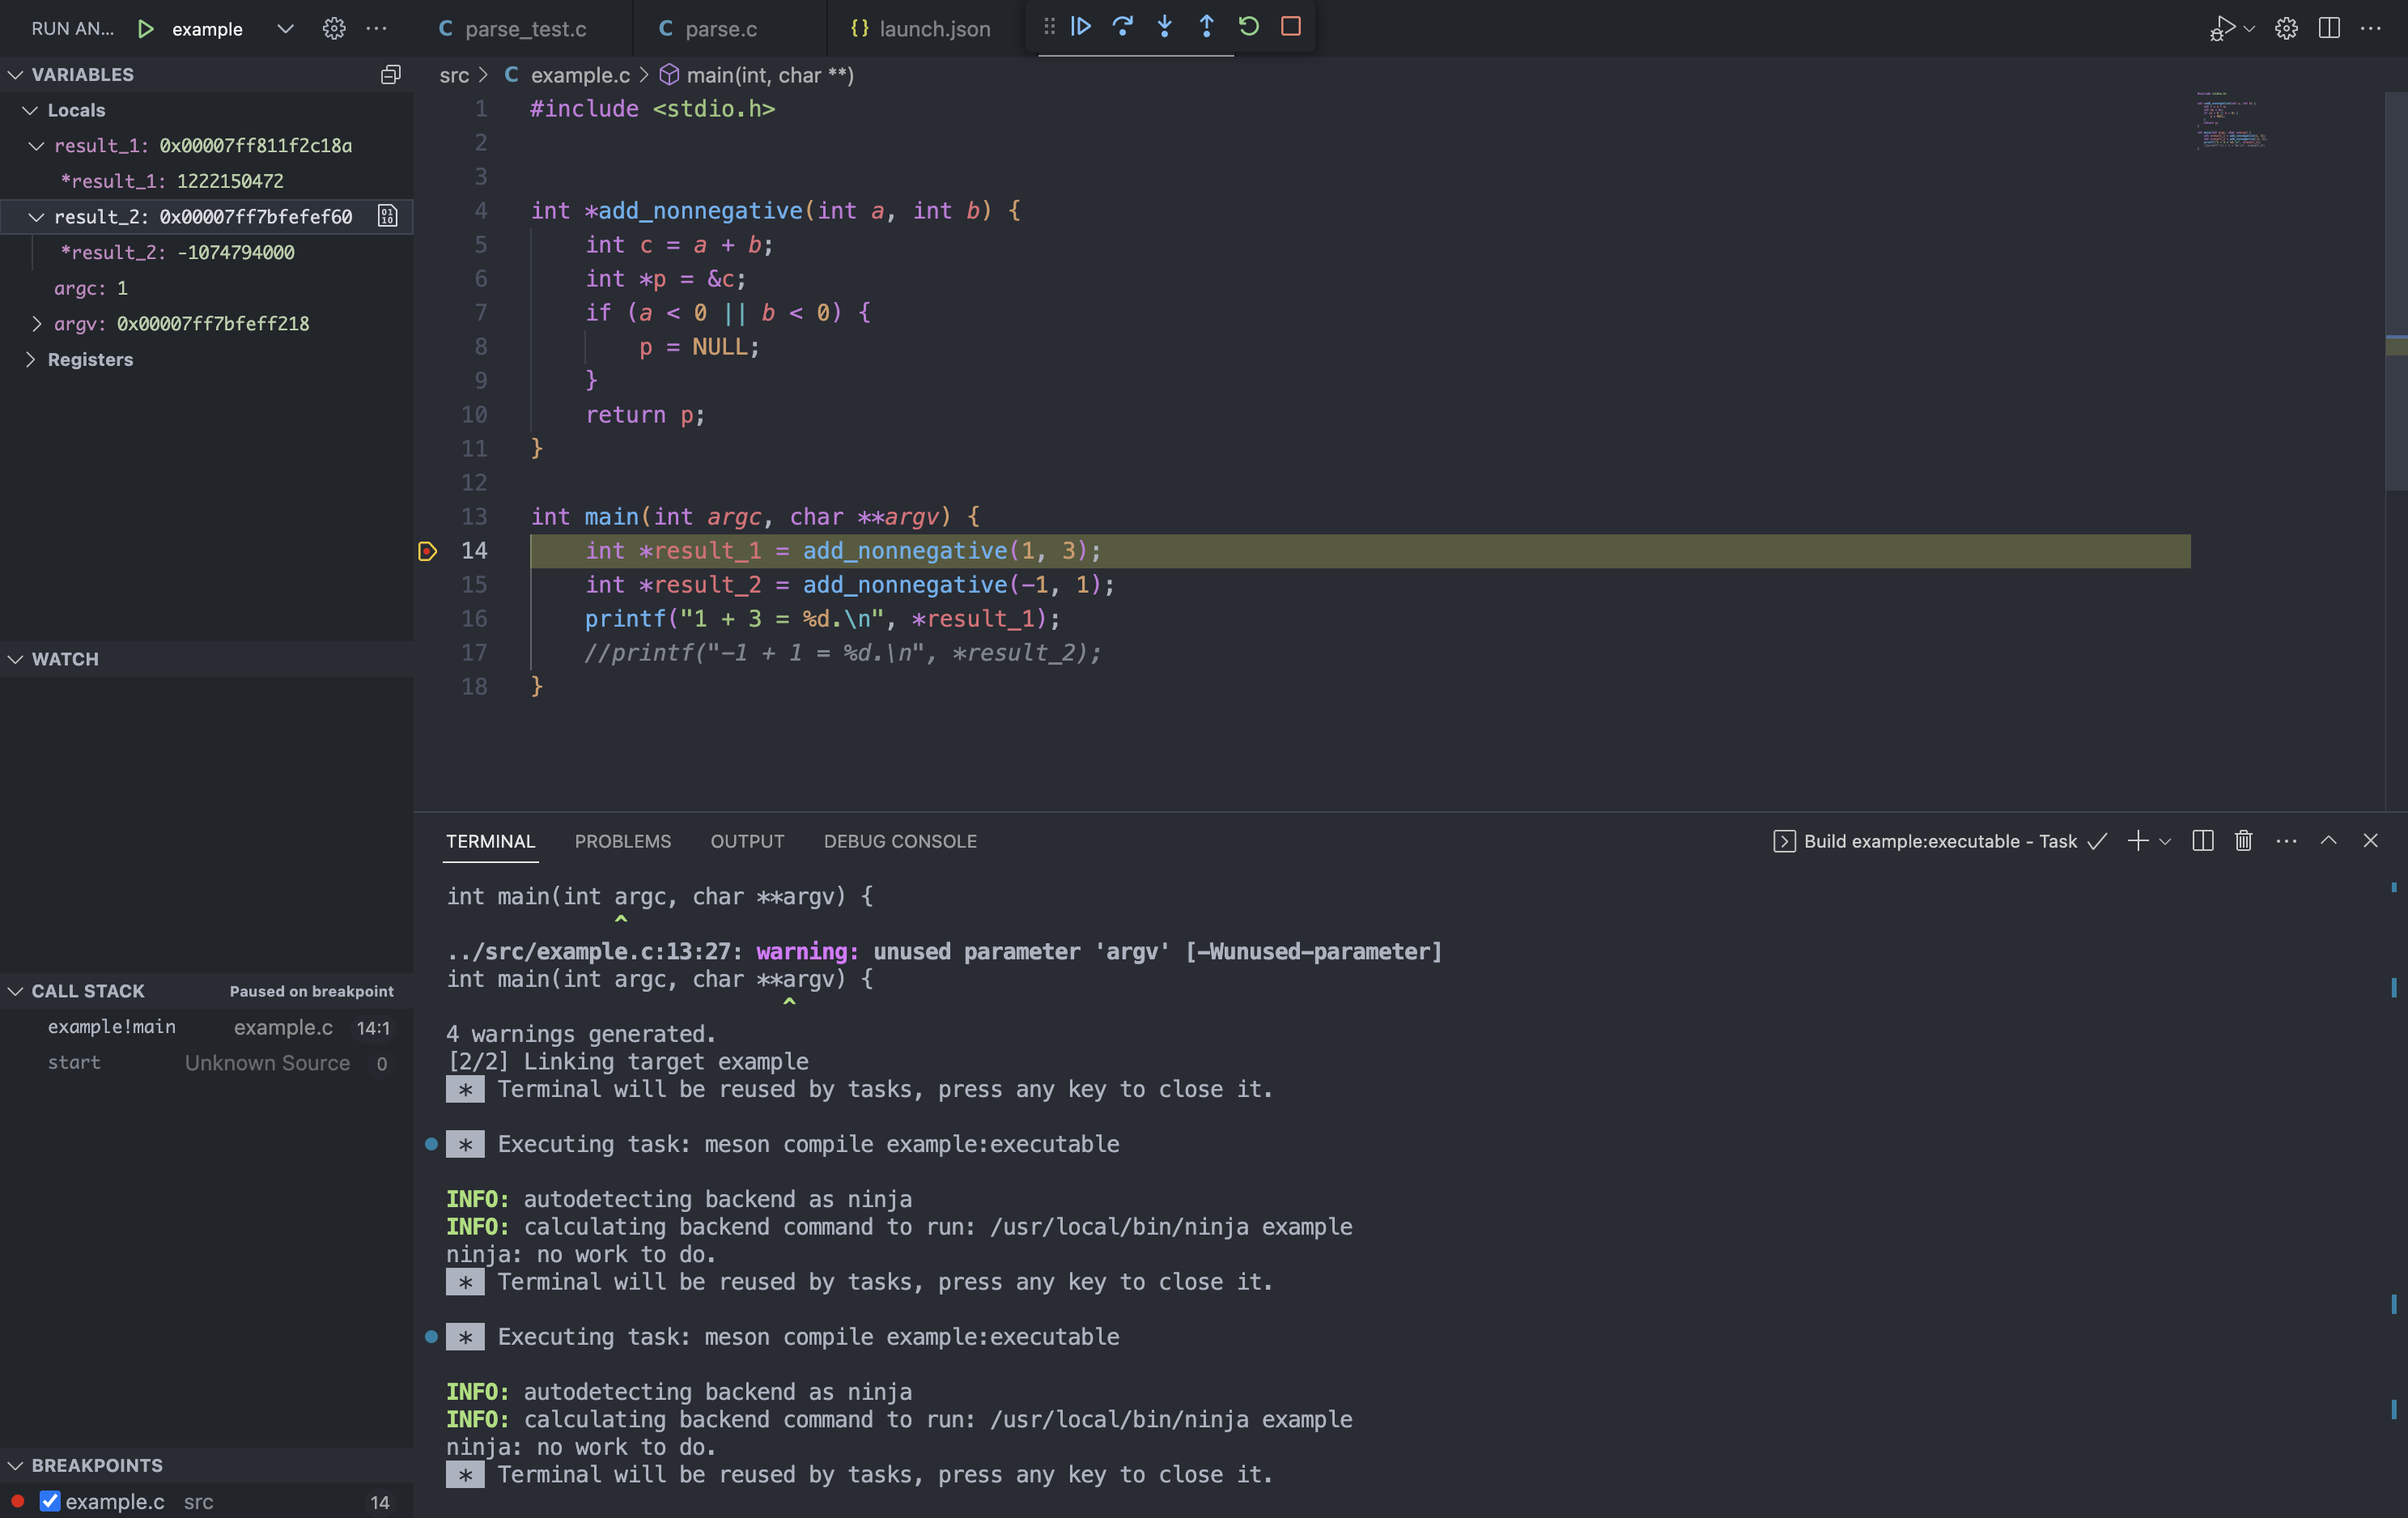 RUN AN... example
VARIABLES
Locals
result_1: 0x00007ff811f2c18a
*result_1: 1222150472
result_2: 0x00007ff7bfefef60
*result_2: -1074794000
argc: 1
argv: 0x00007ff7bfeff218
Registers
WATCH
CALL STACK Paused on breakpoint
example!main example.c 14:1
start Unknown Source 0
BREAKPOINTS
example.c src 14
C parse_test.c C parse.c {} launch.json
src > C example.c > main(int, char **)
1 #include <stdio.h>
2
3
4 int *add_nonnegative(int a, int b) {
5 int c = a + b;
6 int *p = &c;
7 if (a < 0 || b < 0) {
8 p = NULL;
9 }
10 return p;
11 }
12
13 int main(int argc, char **argv) {
14 int *result_1 = add_nonnegative(1, 3);
15 int *result_2 = add_nonnegative(-1, 1);
16 printf("1 + 3 = %d.\n", *result_1);
17 //printf("-1 + 1 = %d.\n", *result_2);
18 }
TERMINAL PROBLEMS OUTPUT DEBUG CONSOLE Build example:executable - Task
int main(int argc, char **argv) {
^
../src/example.c:13:27: warning: unused parameter 'argv' [-Wunused-parameter]
int main(int argc, char **argv) {
^
4 warnings generated.
[2/2] Linking target example
* Terminal will be reused by tasks, press any key to close it.
* Executing task: meson compile example:executable
INFO: autodetecting backend as ninja
INFO: calculating backend command to run: /usr/local/bin/ninja example
ninja: no work to do.
* Terminal will be reused by tasks, press any key to close it.
* Executing task: meson compile example:executable
INFO: autodetecting backend as ninja
INFO: calculating backend command to run: /usr/local/bin/ninja example
ninja: no work to do.
* Terminal will be reused by tasks, press any key to close it.